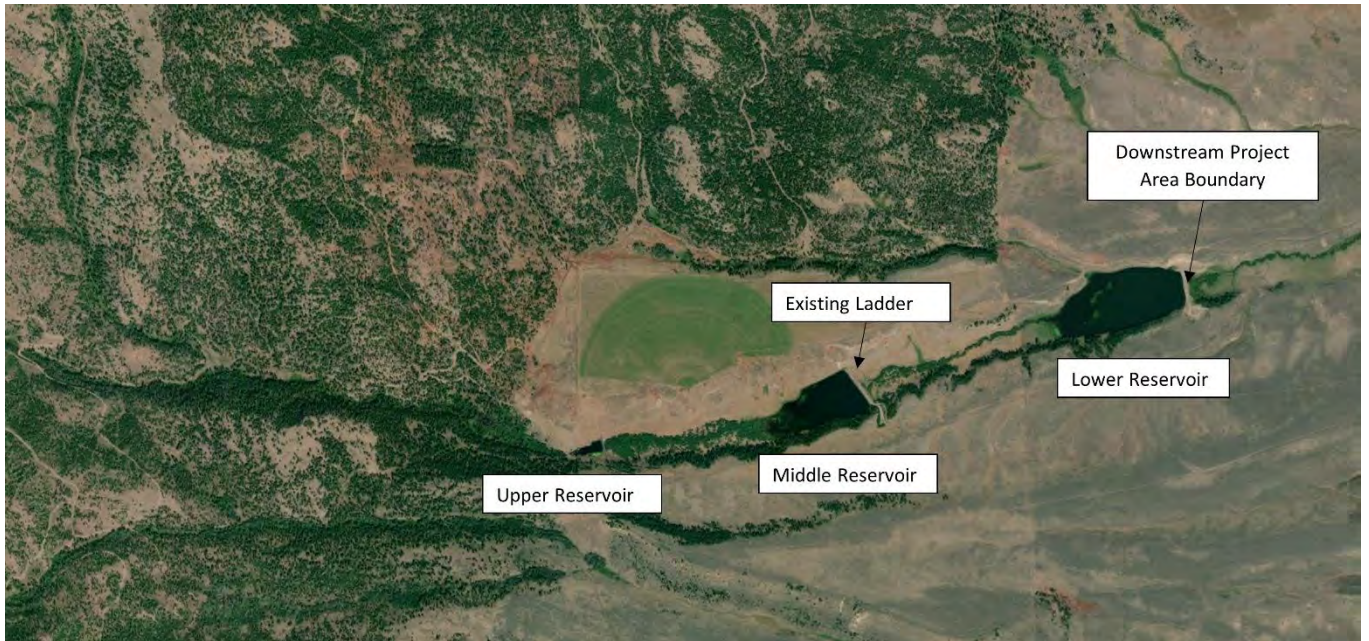 Downstream Project
Area Boundary
Existing Ladder
Lower Reservoir
Middle Reservoir
Upper Reservoir